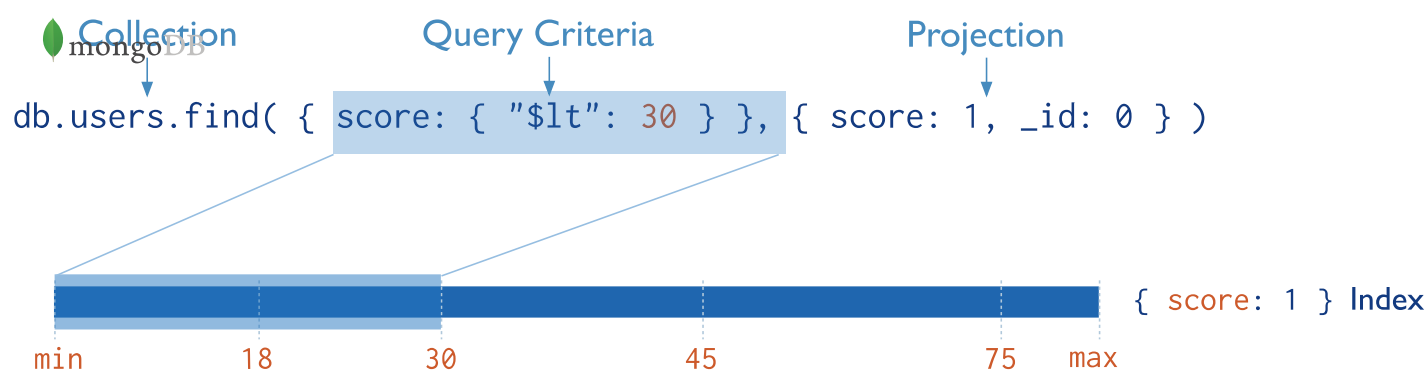 Collection Query Criteria Projection
mongoDB
db.users.find( { score: { "$lt": 30 } }, { score: 1, _id: 0 } )
{ score: 1 } Index
min 18 30 45 75 max